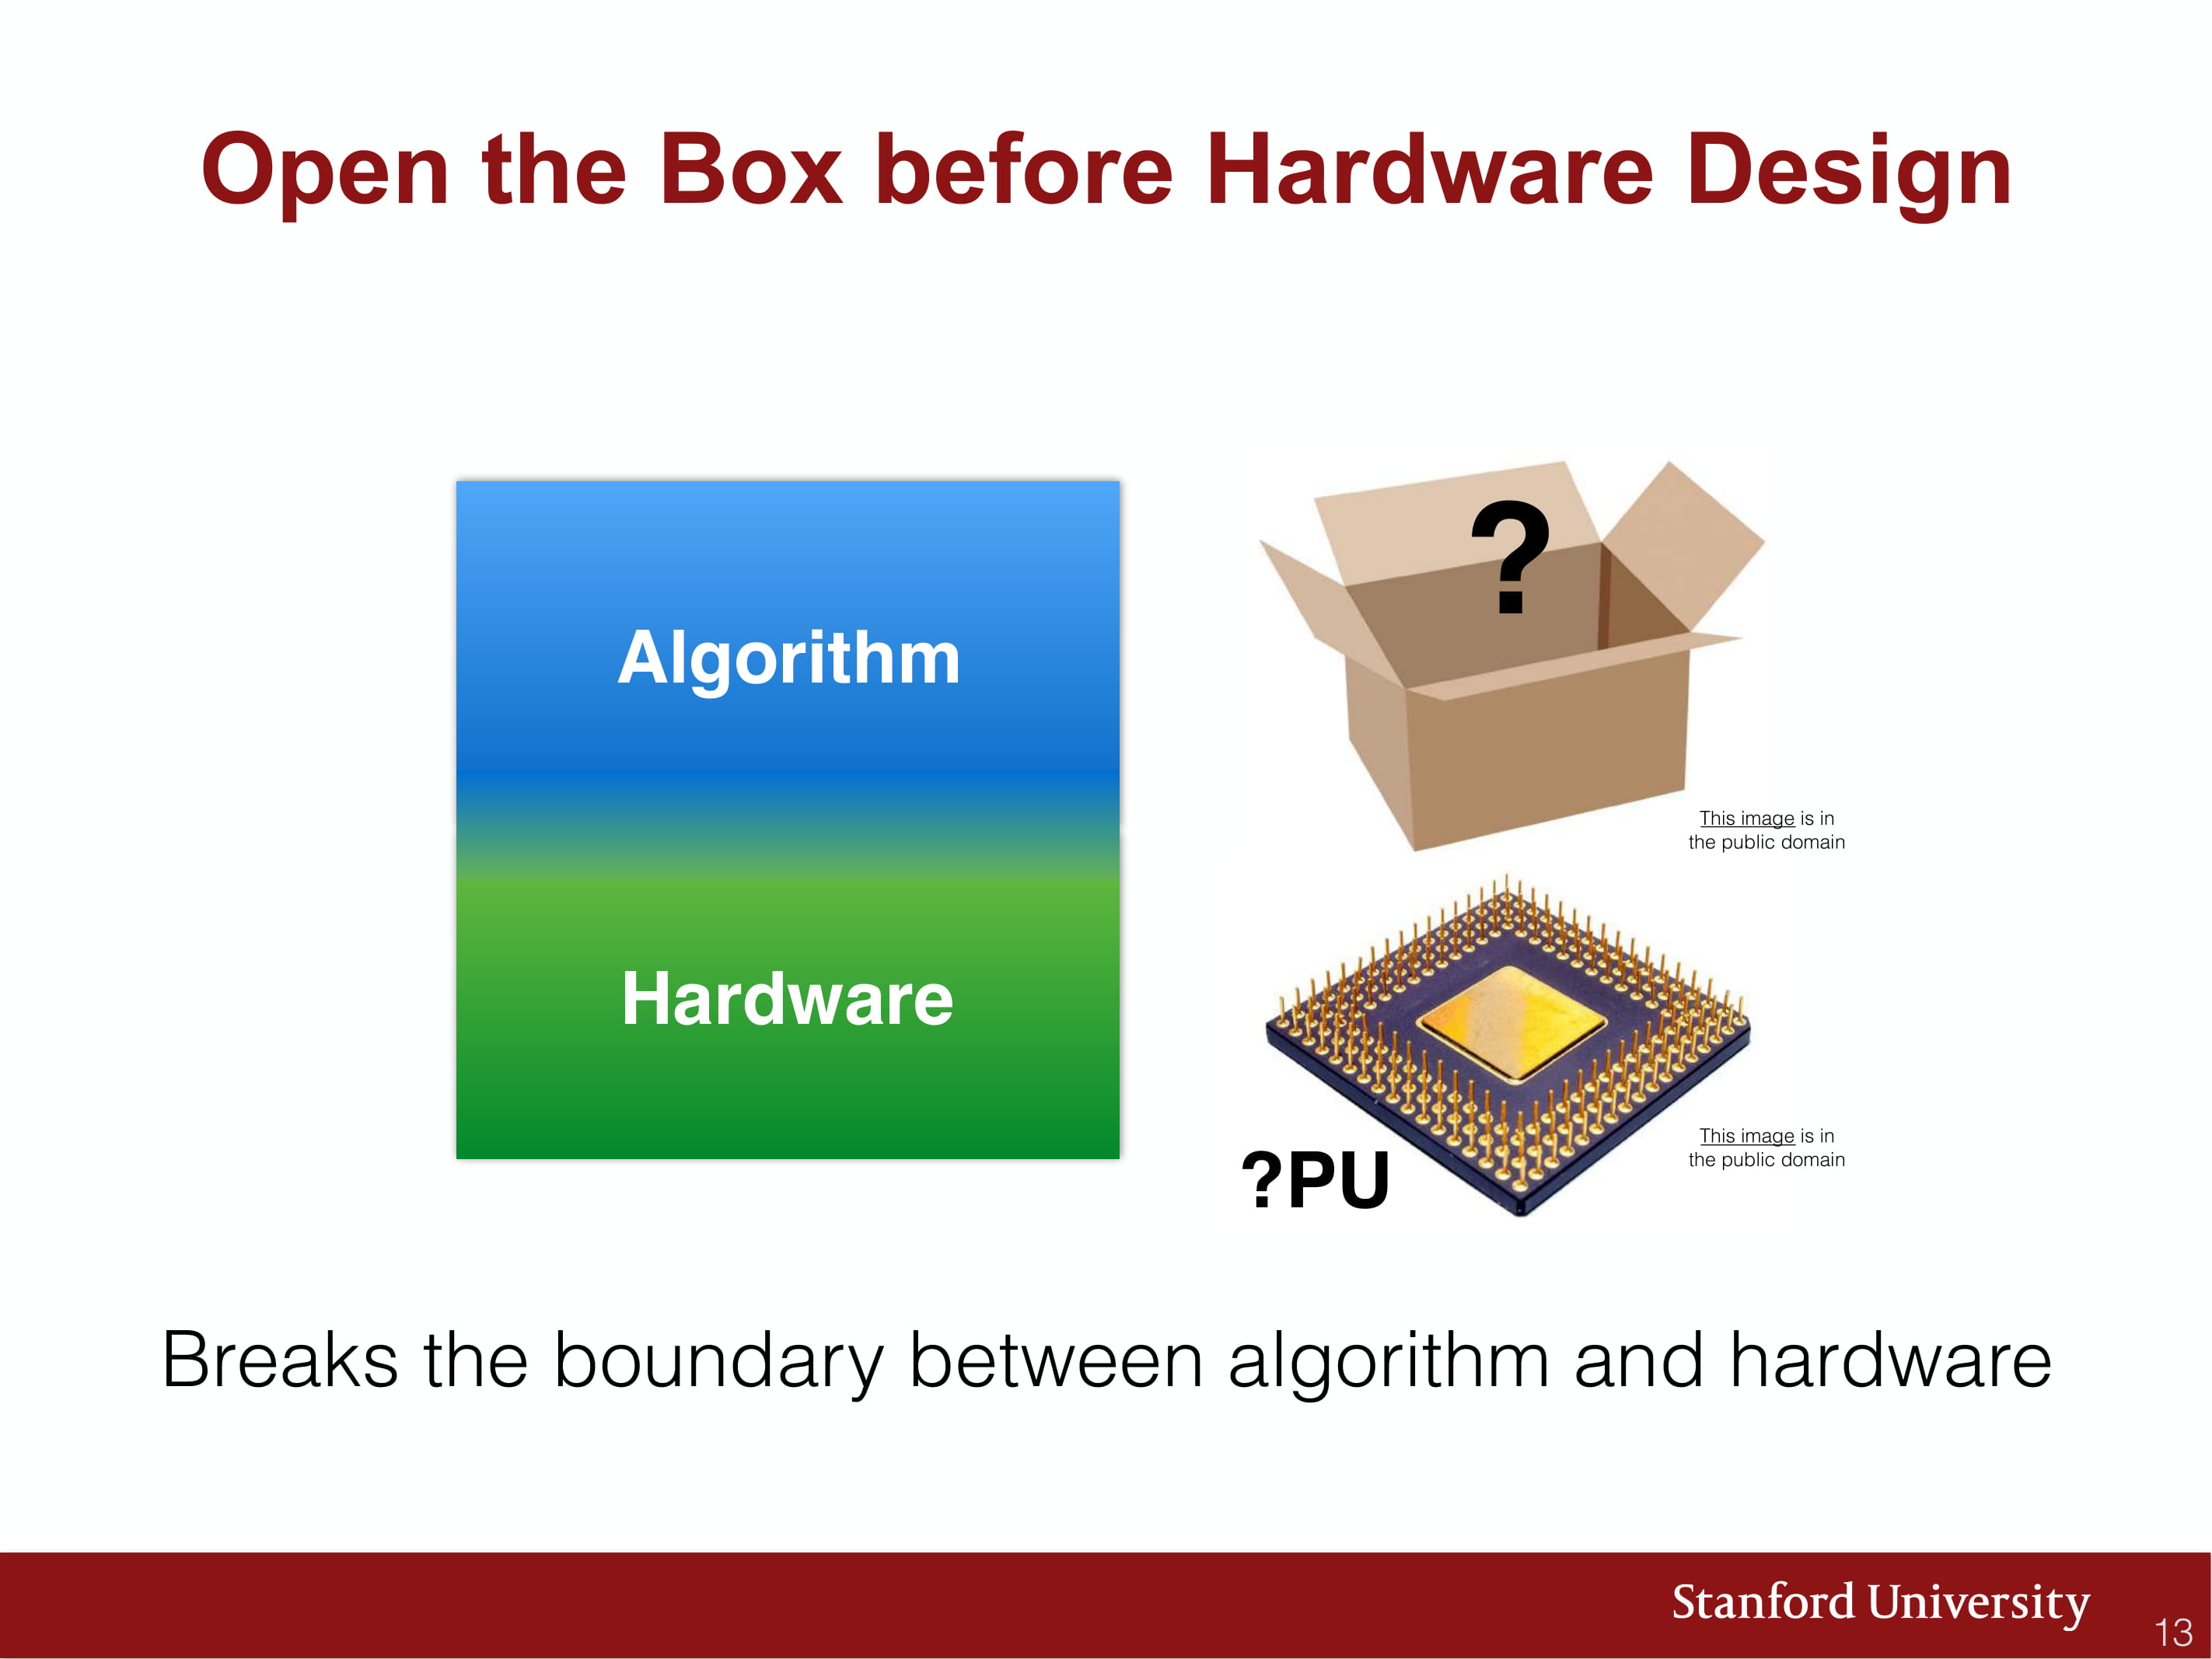 Open the Box before Hardware Design
Algorithm
Hardware
?
This image is in
the public domain
?PU
This image is in
the public domain
Breaks the boundary between algorithm and hardware
Stanford University
13